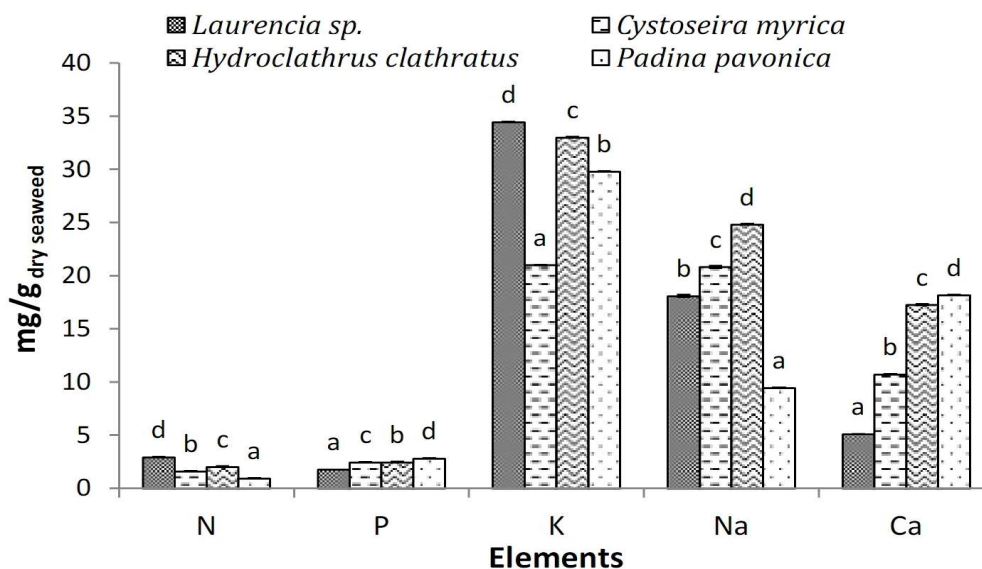 Laurencia sp. Cystoseira myrica
Hydroclathrus clathratus Padina pavonica
40
35
30
25
20
15
10
5
0
mg/g dry seaweed
d b c a
a c b d
d a c b
b c d a
a b c d
N P K Na Ca
Elements